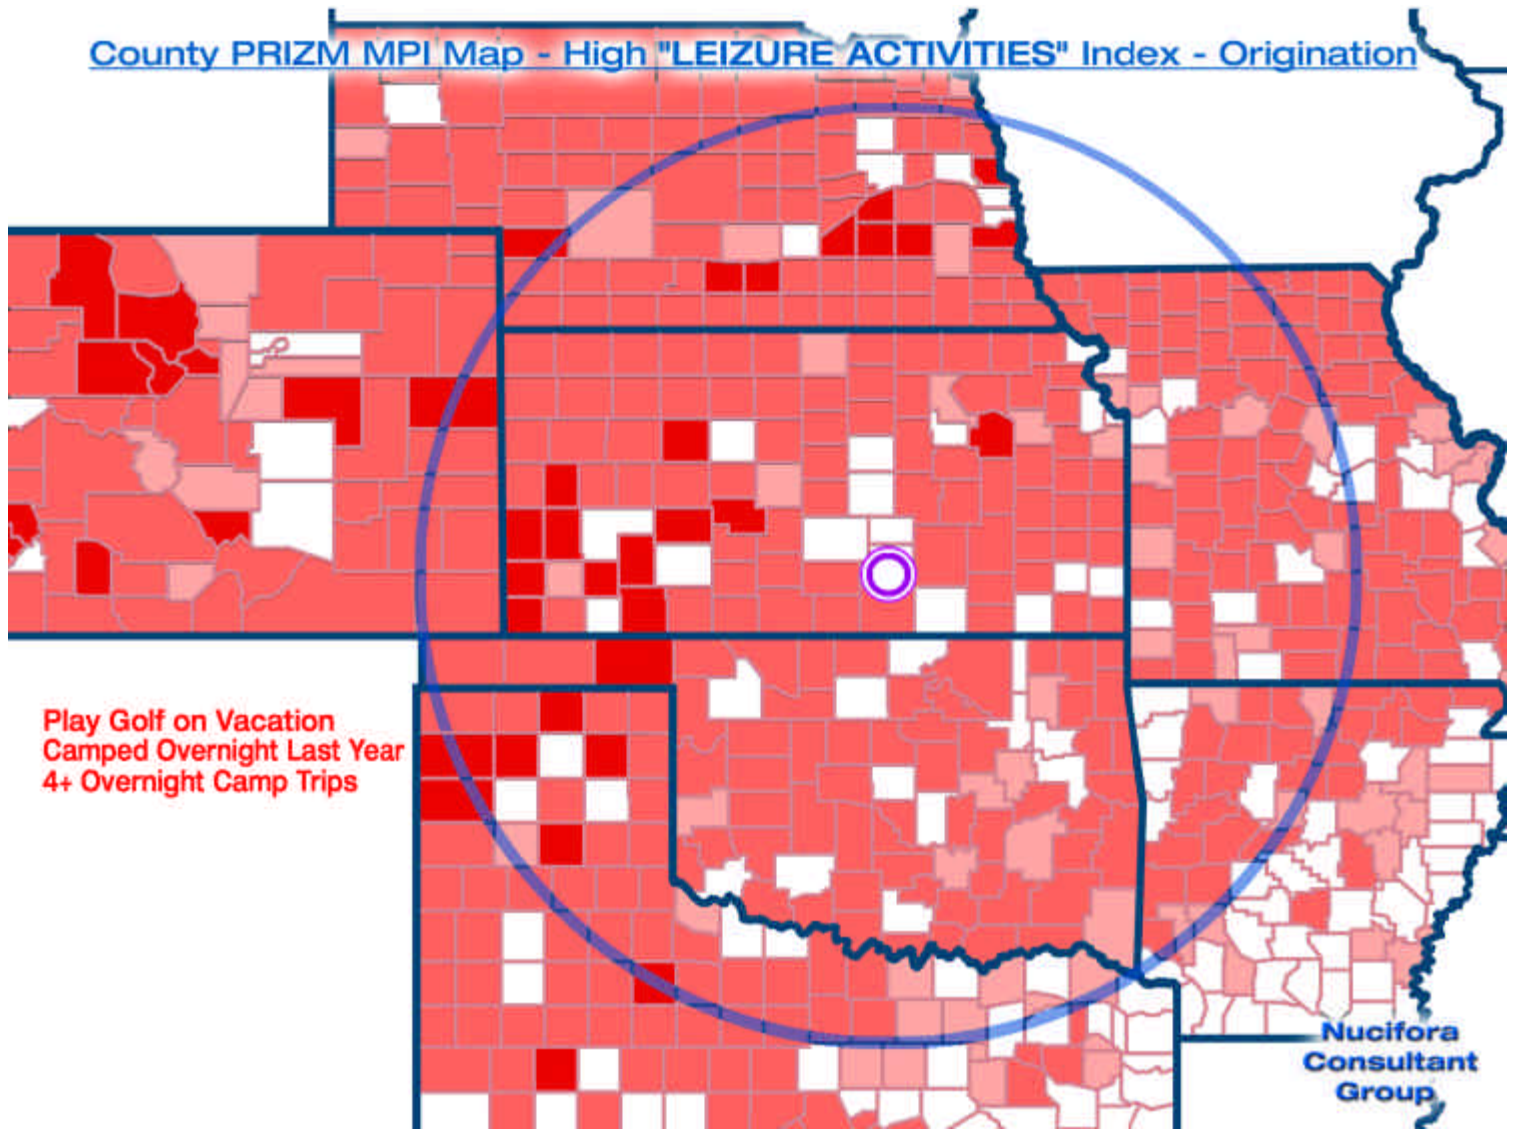 County PRIZM MPI Map - High "LEIZURE ACTIVITIES" Index - Origination
Play Golf on Vacation
Camped Overnight Last Year
4+ Overnight Camp Trips
Nucifora
Consultant
Group